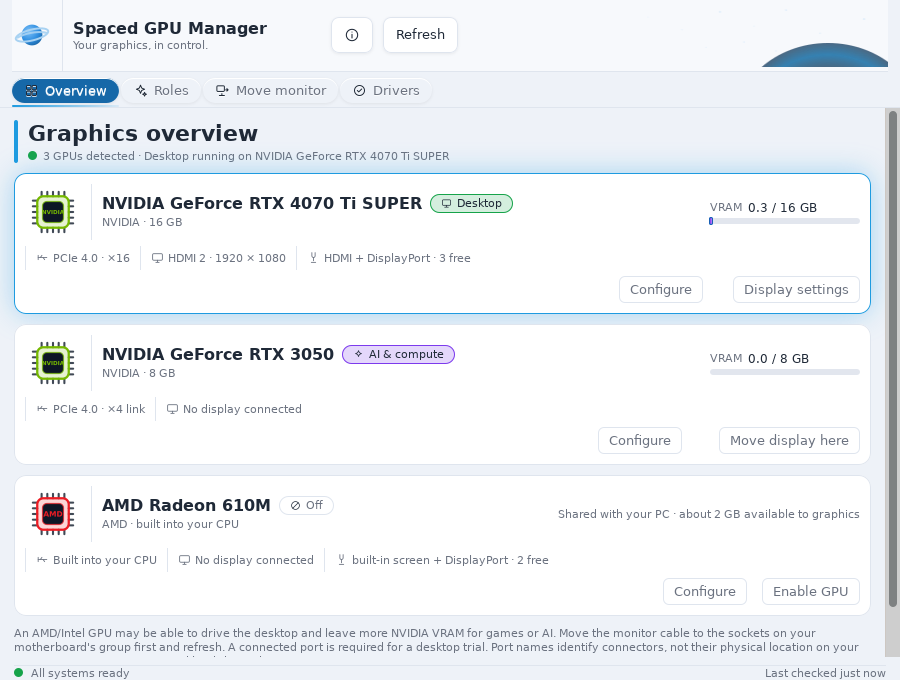 Spaced GPU Manager
Your graphics, in control.
Refresh
Overview
Roles
Move monitor
Drivers
Graphics overview
3 GPUs detected · Desktop running on NVIDIA GeForce RTX 4070 Ti SUPER
NVIDIA
NVIDIA GeForce RTX 4070 Ti SUPER
Desktop
NVIDIA · 16 GB
VRAM 0.3 / 16 GB
PCIe 4.0 · ×16
HDMI 2 · 1920 × 1080
HDMI + DisplayPort · 3 free
Configure
Display settings
NVIDIA
NVIDIA GeForce RTX 3050
AI & compute
NVIDIA · 8 GB
VRAM 0.0 / 8 GB
PCIe 4.0 · ×4 link
No display connected
Configure
Move display here
AMD
AMD Radeon 610M
Off
AMD · built into your CPU
Shared with your PC · about 2 GB available to graphics
Built into your CPU
No display connected
built-in screen + DisplayPort · 2 free
Configure
Enable GPU
An AMD/Intel GPU may be able to drive the desktop and leave more NVIDIA VRAM for games or AI. Move the monitor cable to the sockets on your
motherboard's group first and refresh. A connected port is required for a desktop trial. Port names identify connectors, not their physical location on your
All systems ready
Last checked just now